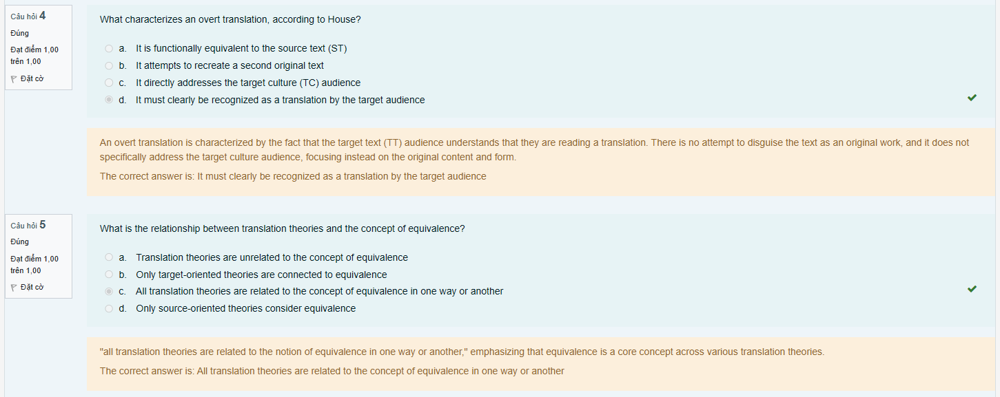 Câu hỏi 4
Đúng
Đạt điểm 1,00
trên 1,00
Đặt cờ
What characterizes an overt translation, according to House?
a. It is functionally equivalent to the source text (ST)
b. It attempts to recreate a second original text
c. It directly addresses the target culture (TC) audience
d. It must clearly be recognized as a translation by the target audience
An overt translation is characterized by the fact that the target text (TT) audience understands that they are reading a translation. There is no attempt to disguise the text as an original work, and it does not
specifically address the target culture audience, focusing instead on the original content and form.
The correct answer is: It must clearly be recognized as a translation by the target audience
Câu hỏi 5
Đúng
Đạt điểm 1,00
trên 1,00
Đặt cờ
What is the relationship between translation theories and the concept of equivalence?
a. Translation theories are unrelated to the concept of equivalence
b. Only target-oriented theories are connected to equivalence
c. All translation theories are related to the concept of equivalence in one way or another
d. Only source-oriented theories consider equivalence
"all translation theories are related to the notion of equivalence in one way or another," emphasizing that equivalence is a core concept across various translation theories.
The correct answer is: All translation theories are related to the concept of equivalence in one way or another